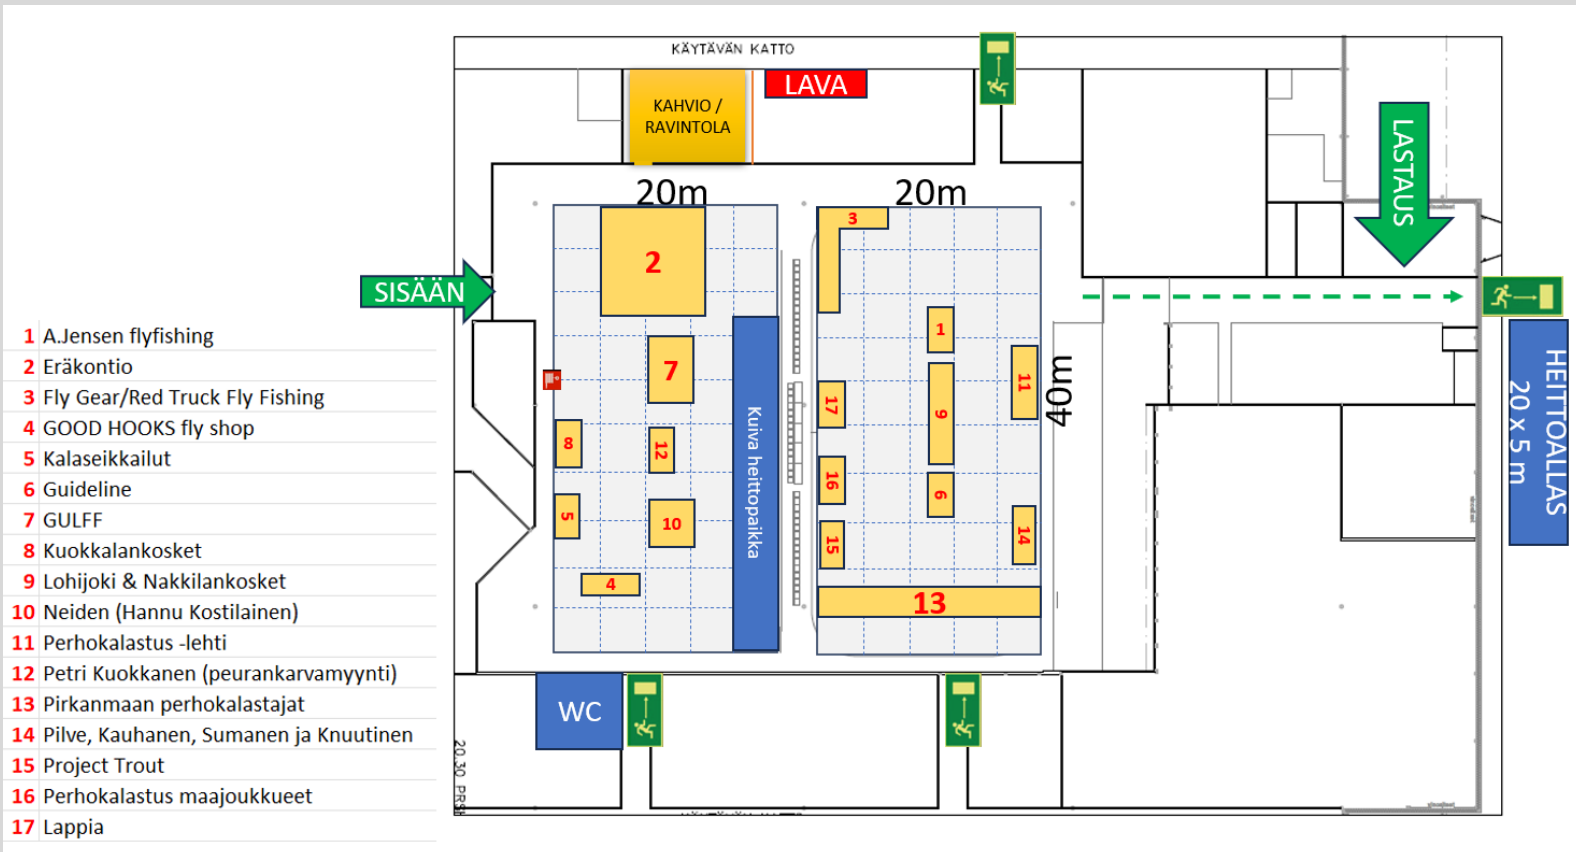 KÄYTÄVÄN KATTO
KAHVIO /
RAVINTOLA
LAVA
LASTAUS
20m
20m
SISÄÄN
2
3
1
7
11
17
9
8
12
16
6
5
10
15
14
4
13
40m
Kuiva heittopaikka
HEITTOALLAS
20 x 5 m
WC
1 A.Jensen flyfishing
2 Eräkontio
3 Fly Gear/Red Truck Fly Fishing
4 GOOD HOOKS fly shop
5 Kalaseikkailut
6 Guideline
7 GULFF
8 Kuokkalankosket
9 Lohijoki & Nakkilankosket
10 Neiden (Hannu Kostilainen)
11 Perhokalastus -lehti
12 Petri Kuokkanen (peurankarvamyynti)
13 Pirkanmaan perhokalastajat
14 Pilve, Kauhanen, Sumanen ja Knuutinen
15 Project Trout
16 Perhokalastus maajoukkueet
17 Lappia